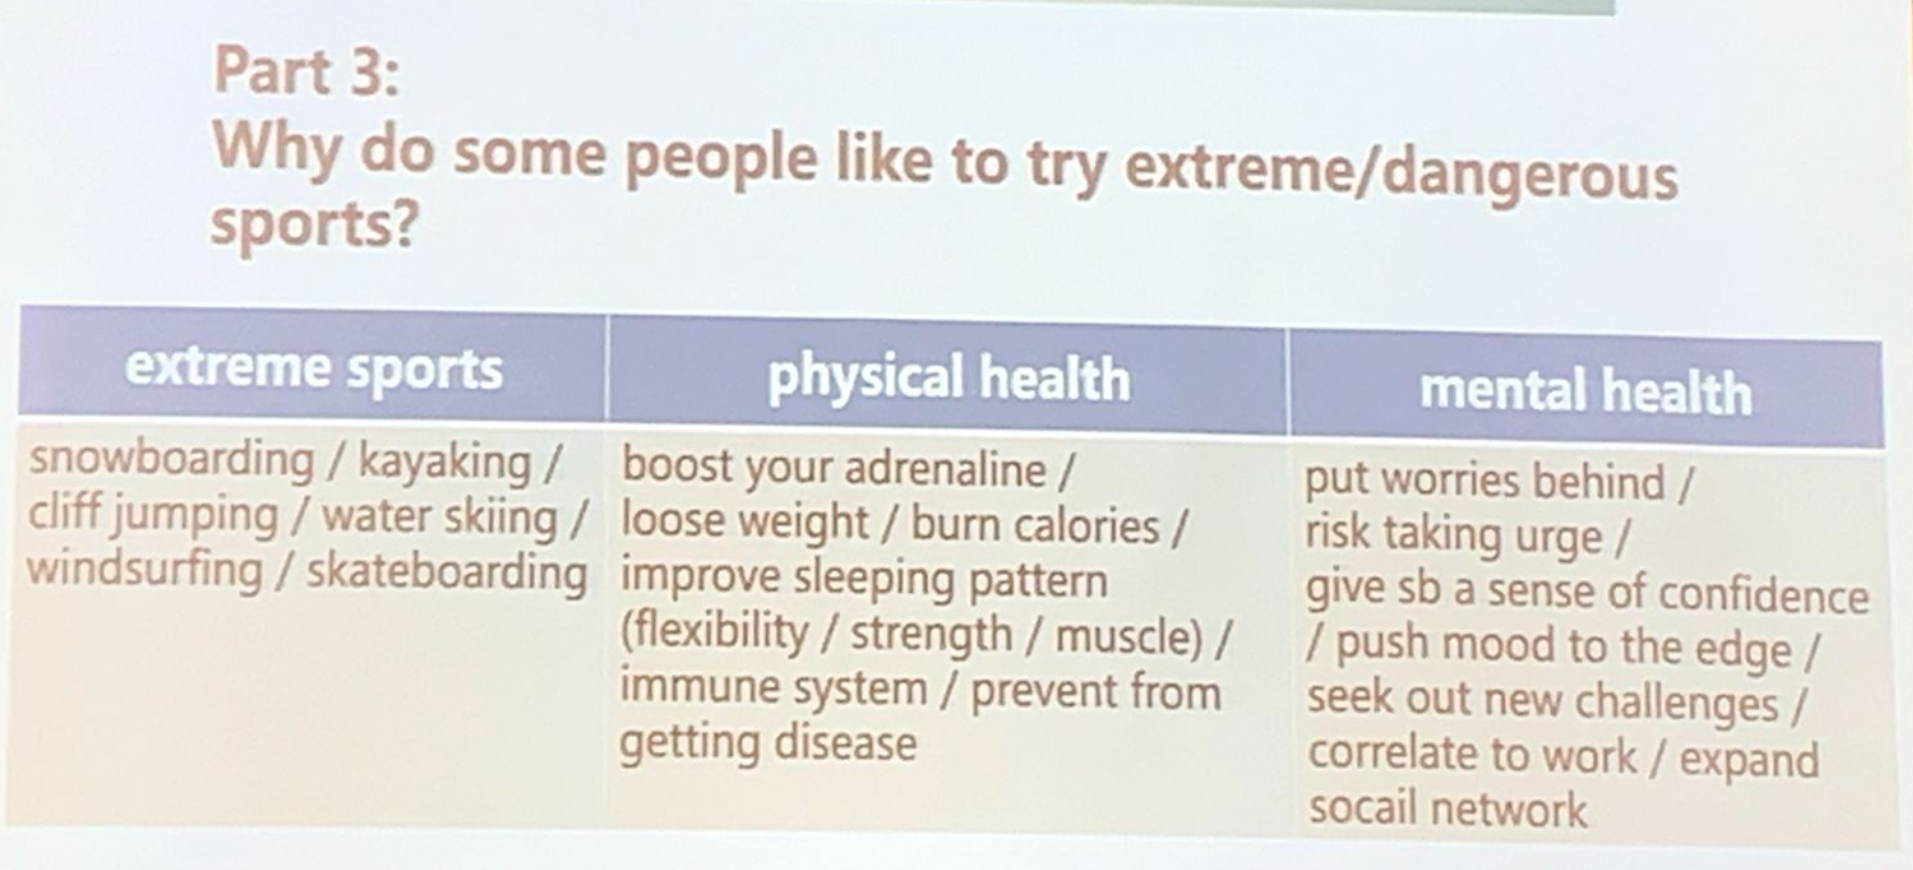 Part 3:
Why do some people like to try extreme/dangerous
sports?
extreme sports
physical health
mental health
snowboarding / kayaking /
cliff jumping / water skiing /
windsurfing / skateboarding
boost your adrenaline /
loose weight / burn calories /
improve sleeping pattern
(flexibility / strength / muscle) /
immune system / prevent from
getting disease
put worries behind /
risk taking urge /
give sb a sense of confidence
/ push mood to the edge /
seek out new challenges /
correlate to work / expand
socail network